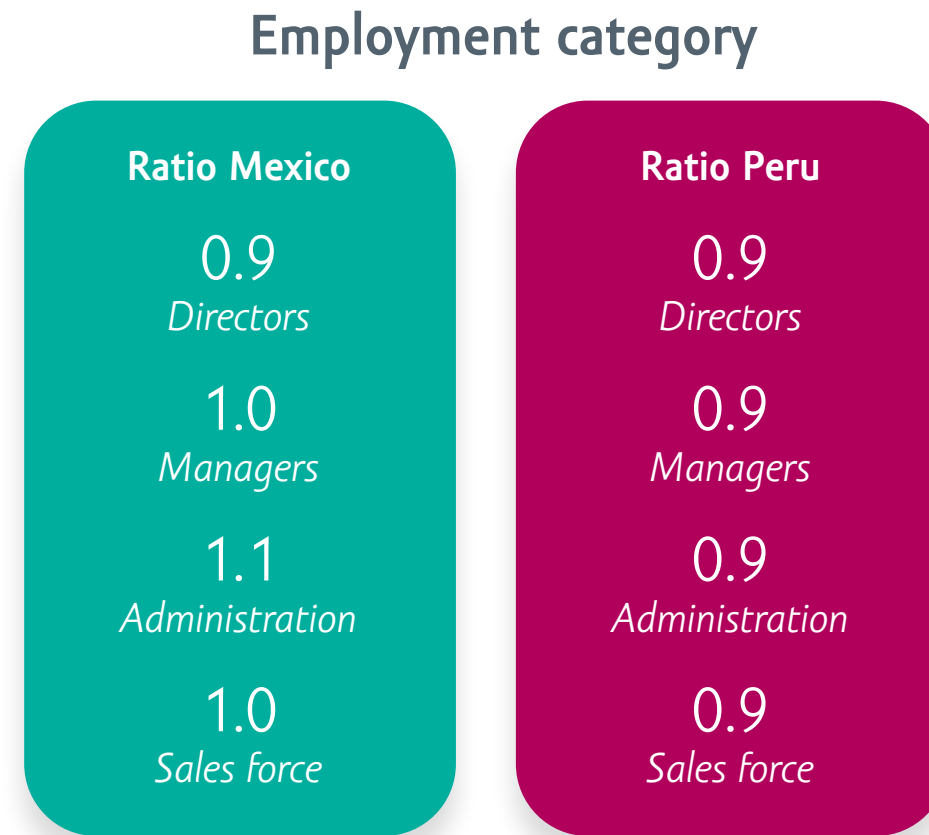 Employment category
Ratio Mexico
0.9
Directors
1.0
Managers
1.1
Administration
1.0
Sales force
Ratio Peru
0.9
Directors
0.9
Managers
0.9
Administration
0.9
Sales force